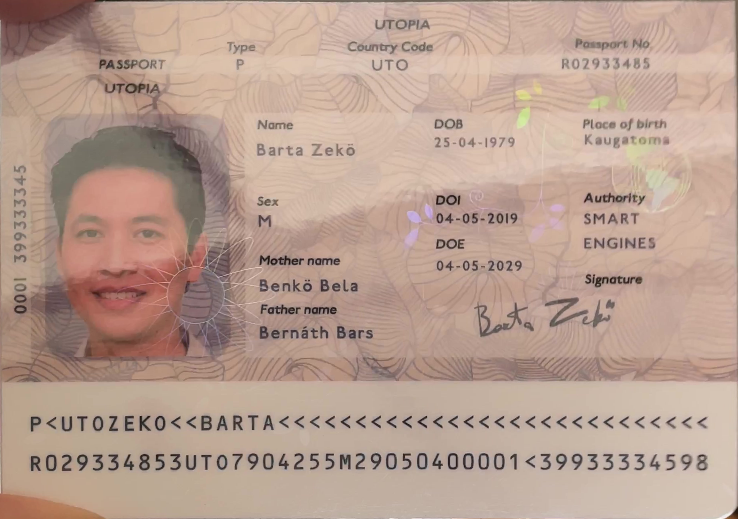 UTOPIA
Type
Country Code
Passport No.
PASSPORT
P
UTO
R02933485
UTOPIA
Name
DOB
Place of birth
Barta Zekö
25-04-1979
Kaugatoma
Sex
DOI
Authority
M
04-05-2019
SMART
DOE
ENGINES
Mother name
04-05-2029
Benkö Bela
Signature
Father name
Barta Zekö
Bernáth Bars
0001 399333345
P<UTOZEKO<<BARTA<<<<<<<<<<<<<<<<<<<<<<<<<<<<
R029334853UTO7904255M29050400001<39933334598